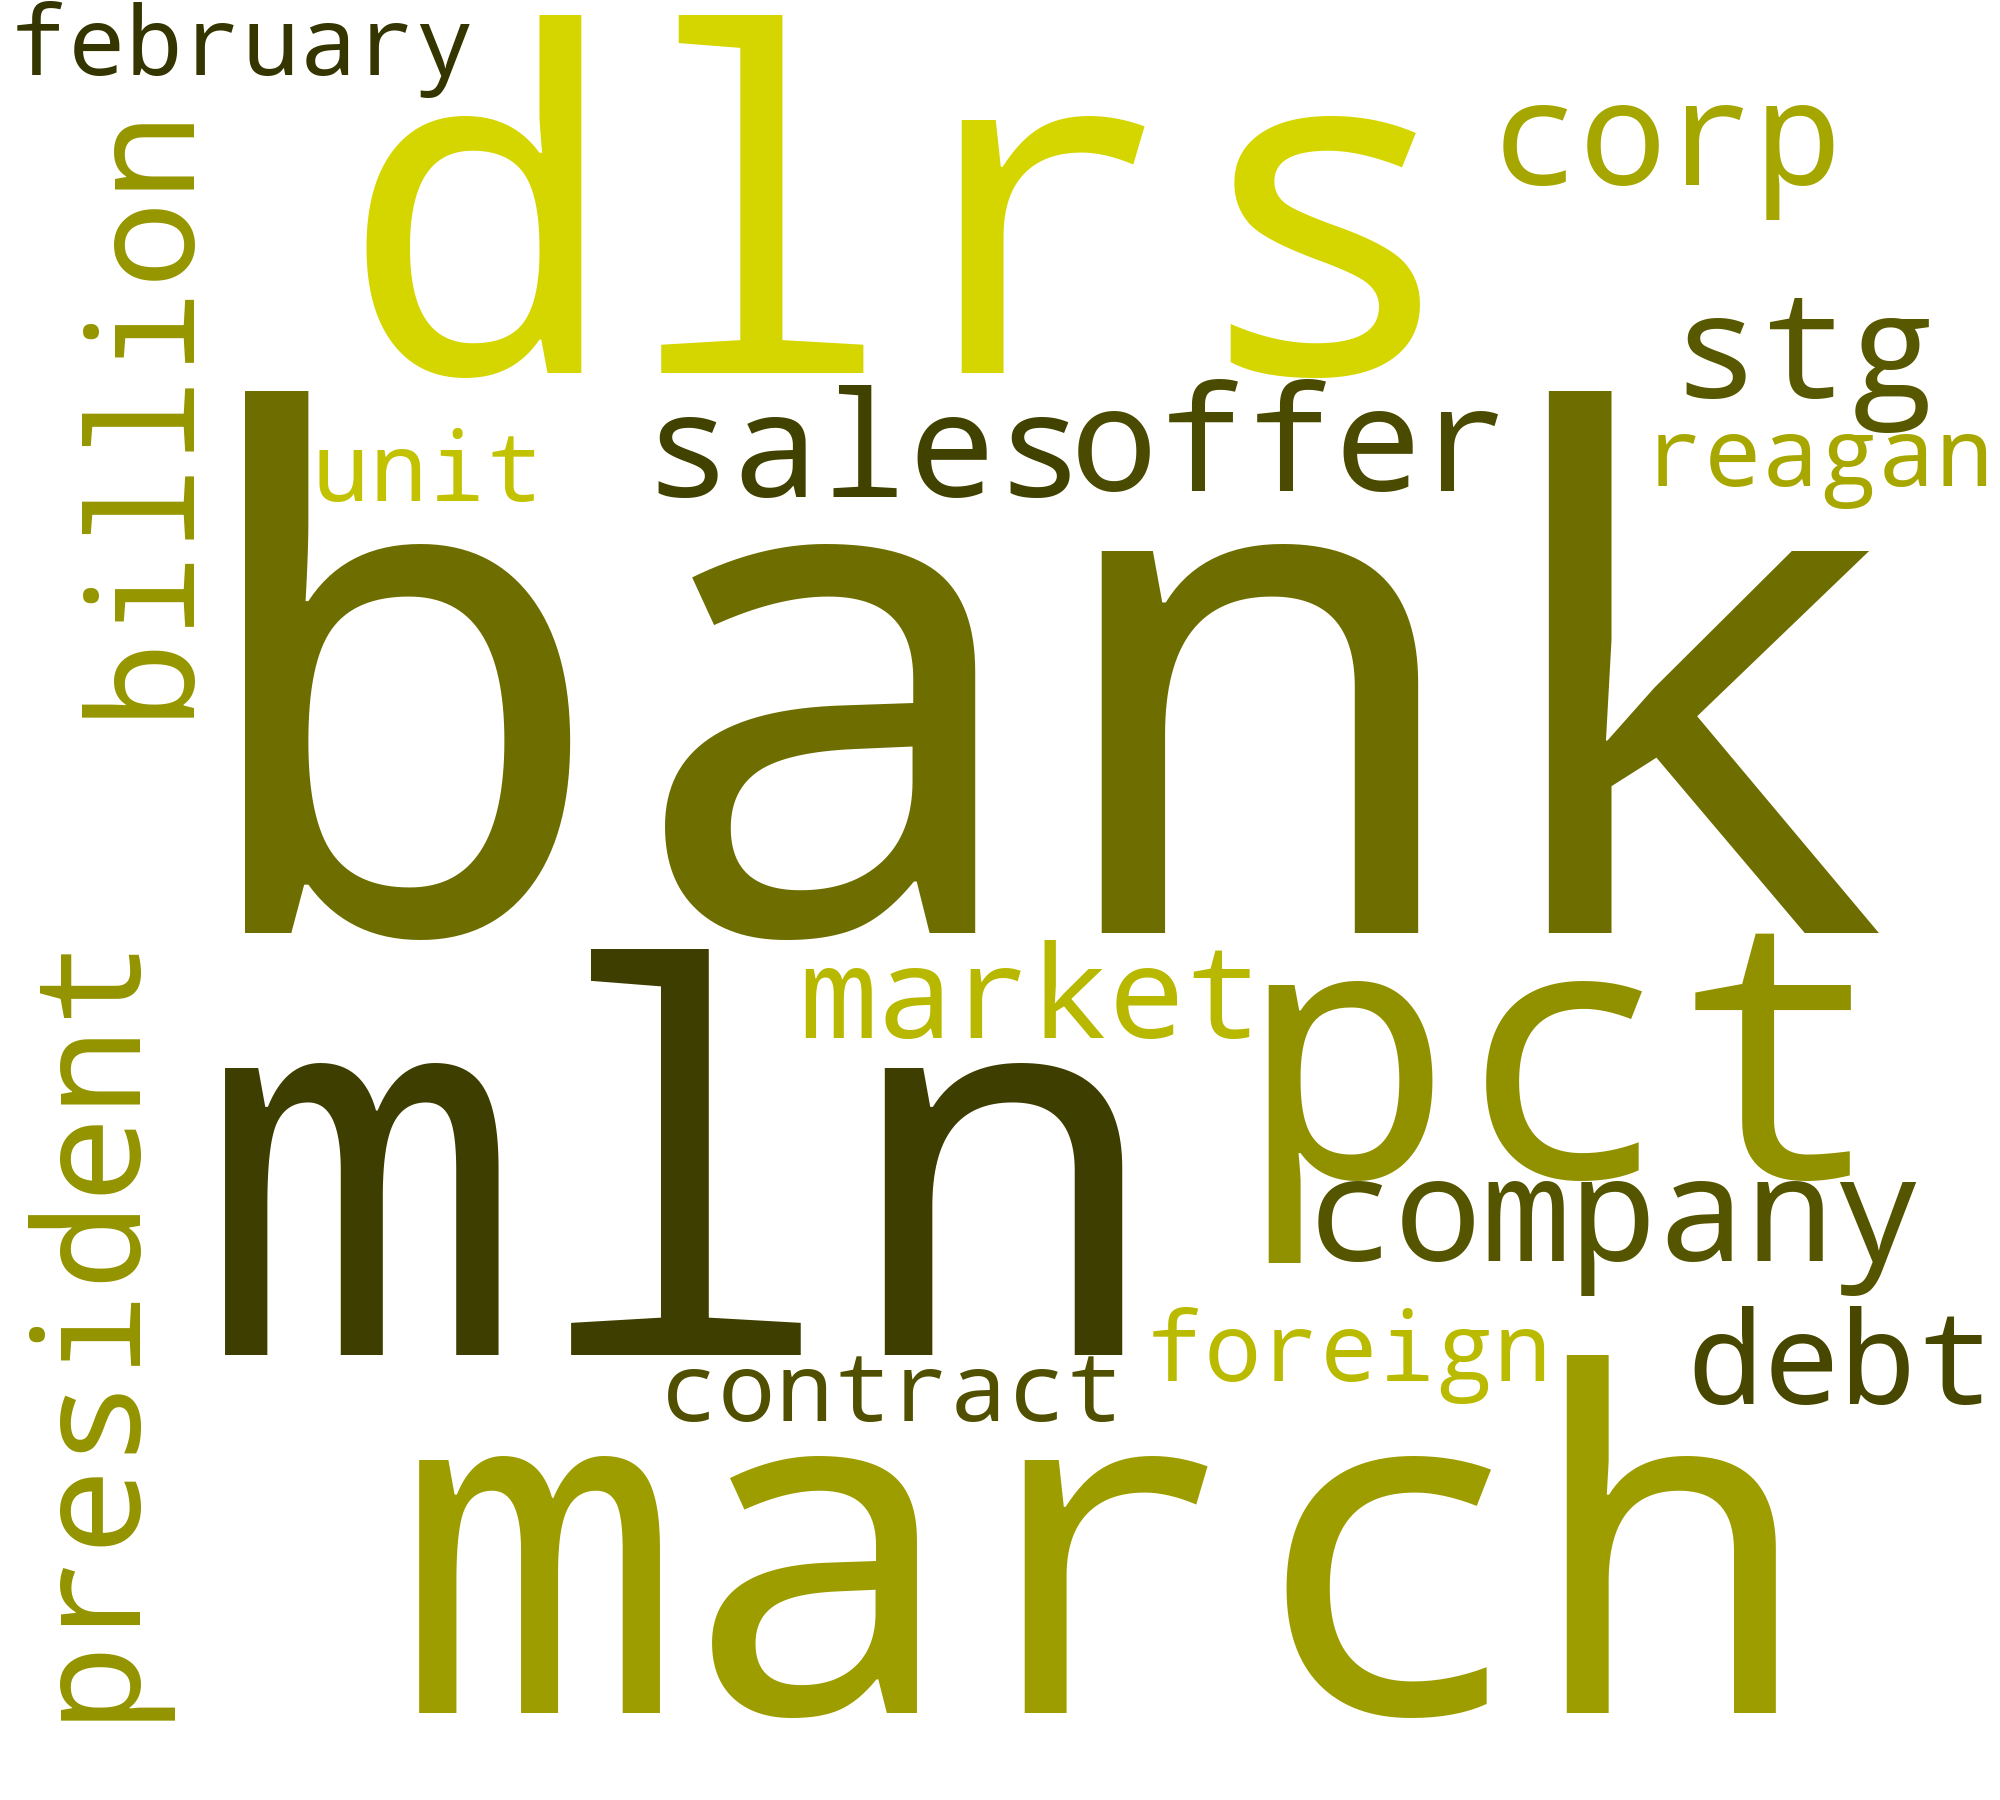 february
dlrs
corp
billion
stg
unit
sales
offer
reagan
bank
president
market
pct
mln
company
foreign
debt
contract
march